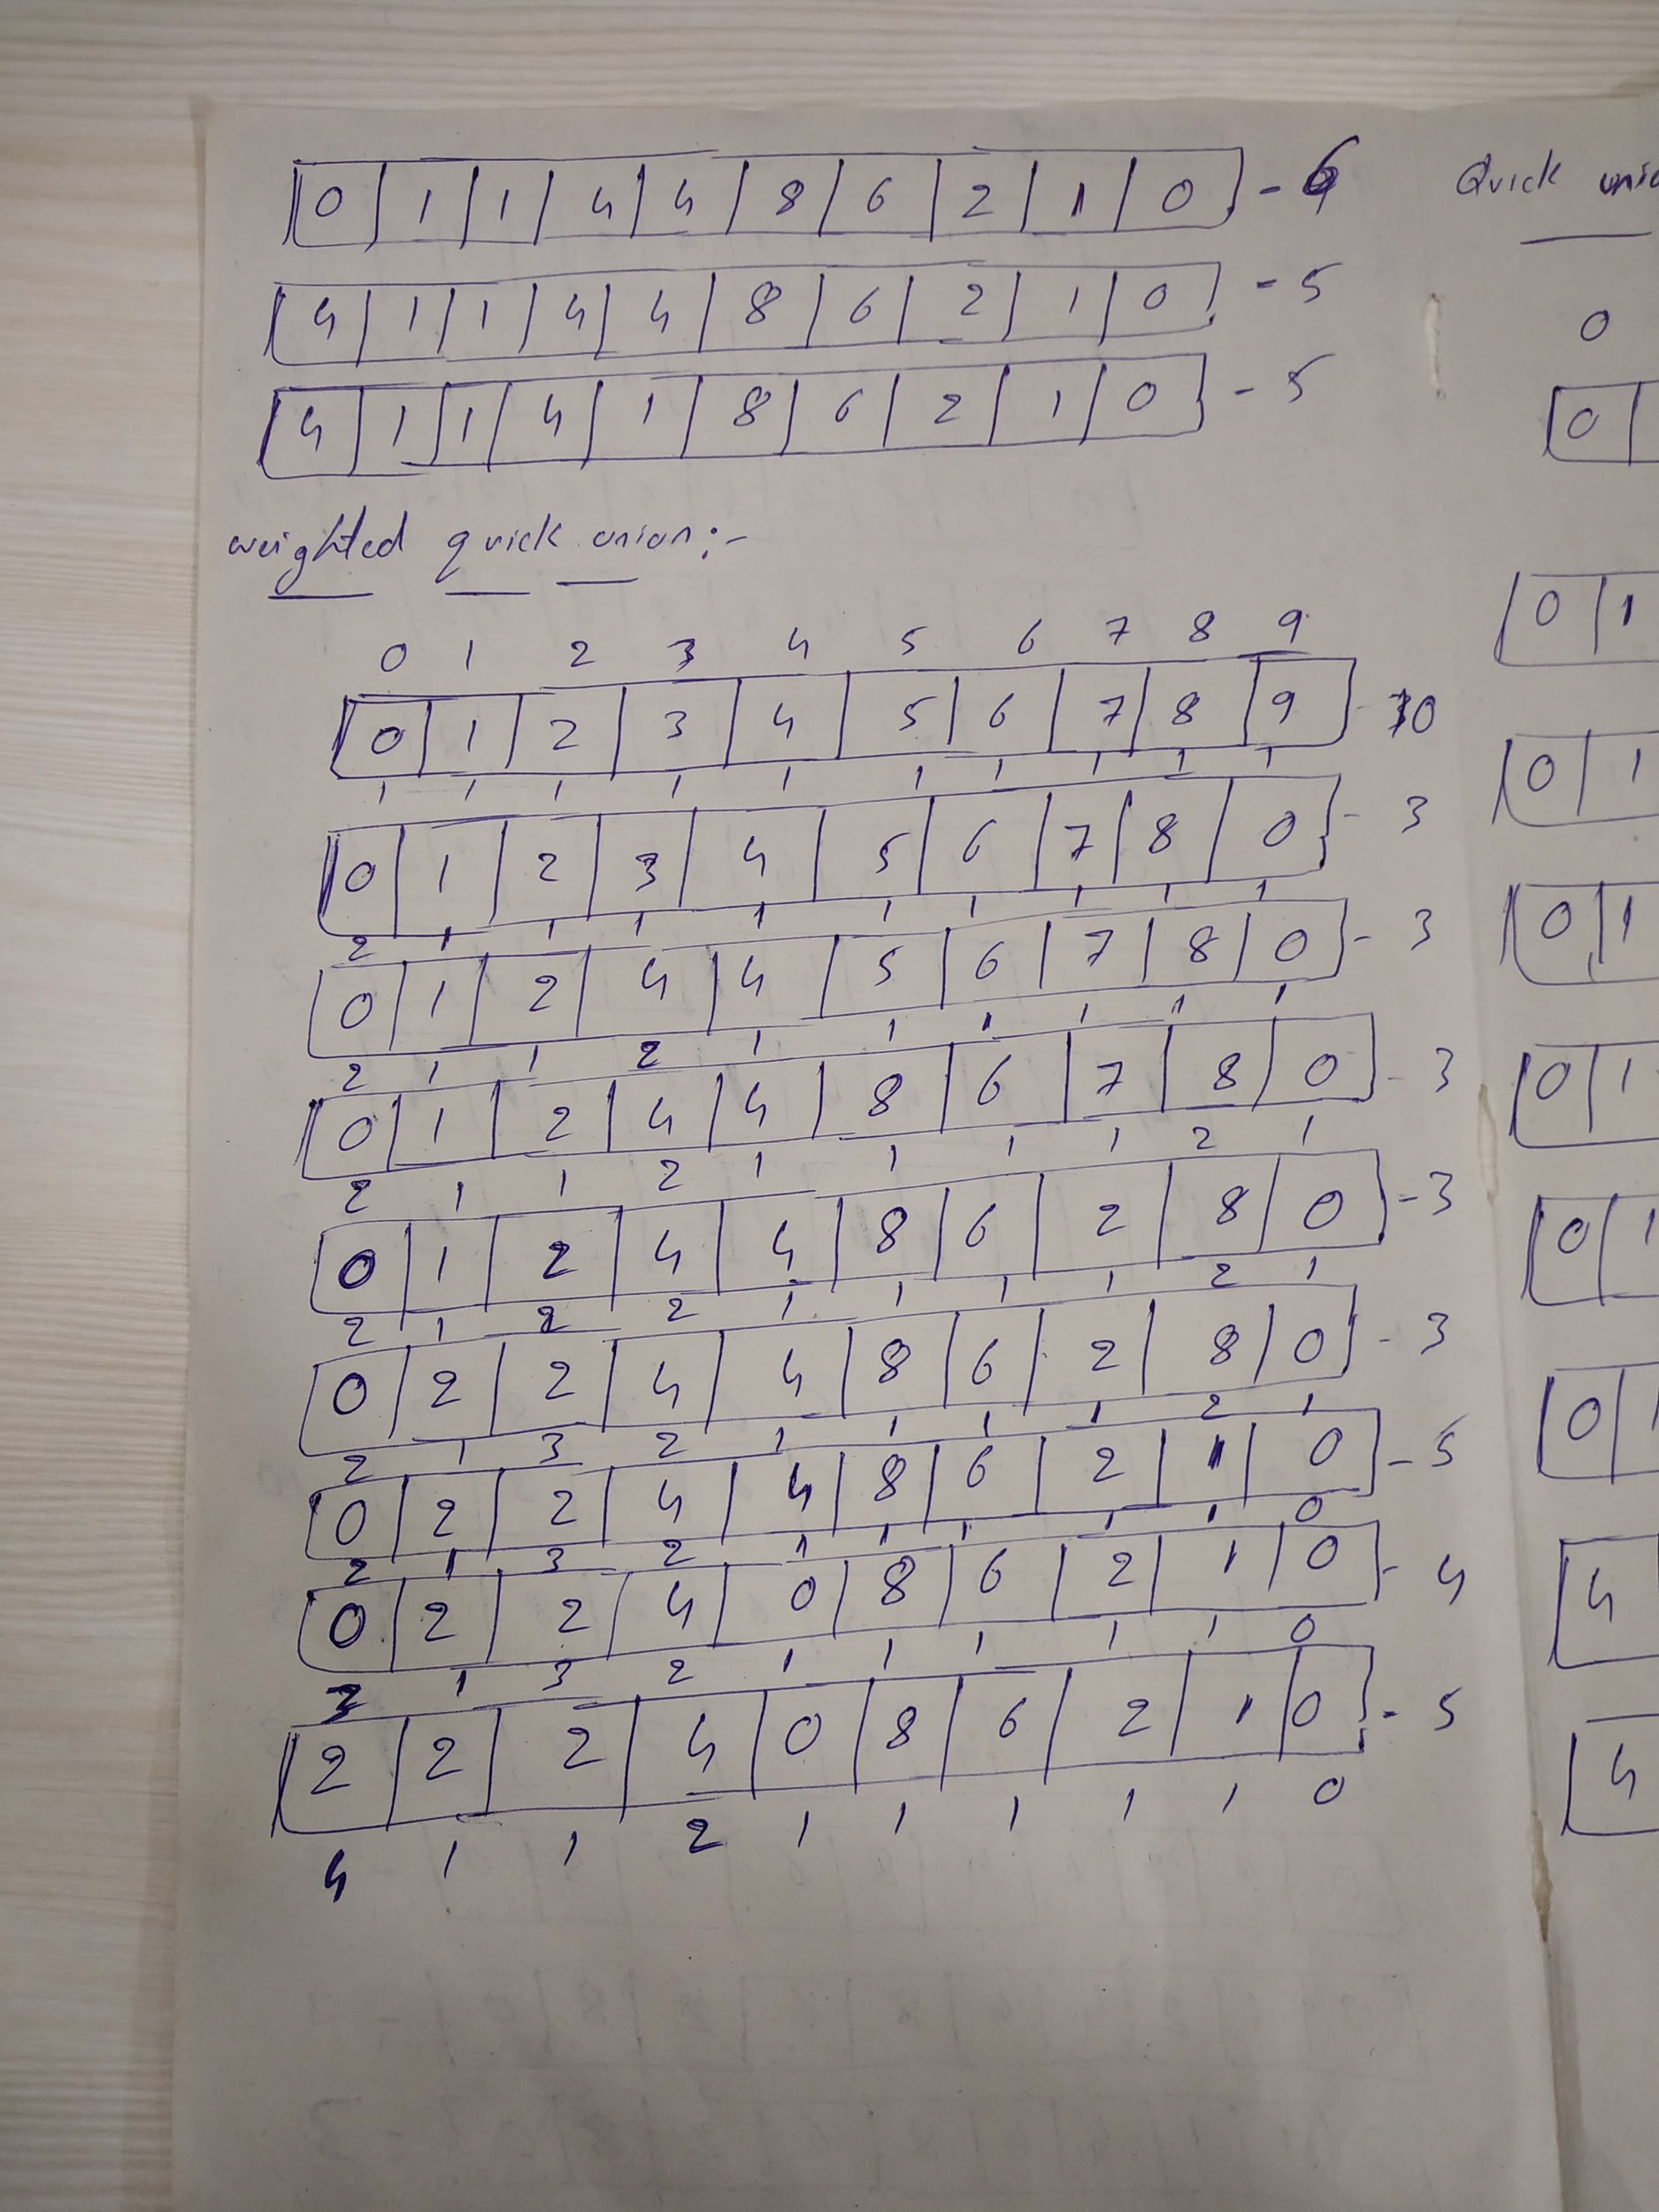 0 | 1 | 1 | 4 | 4 | 8 | 6 | 2 | 1 | 0 - 6
4 | 1 | 1 | 4 | 4 | 8 | 6 | 2 | 1 | 0 - 5
4 | 1 | 1 | 4 | 1 | 8 | 6 | 2 | 1 | 0 - 5
weighted quick union:-
0 1 2 3 4 5 6 7 8 9
0 | 1 | 2 | 3 | 4 | 5 | 6 | 7 | 8 | 9 - 10
1 1 1 1 1 1 1 1 1 1
0 | 1 | 2 | 3 | 4 | 5 | 6 | 7 | 8 | 0 - 3
2 1 1 1 1 1 1 1 1 1
0 | 1 | 2 | 4 | 4 | 5 | 6 | 7 | 8 | 0 - 3
2 1 1 2 1 1 1 1 1 1
0 | 1 | 2 | 4 | 4 | 8 | 6 | 7 | 8 | 0 - 3
2 1 1 2 1 1 1 1 2 1
0 | 1 | 2 | 4 | 4 | 8 | 6 | 2 | 8 | 0 - 3
2 1 2 2 1 1 1 1 2 1
0 | 2 | 2 | 4 | 4 | 8 | 6 | 2 | 8 | 0 - 3
2 1 3 2 1 1 1 1 2 1
0 | 2 | 2 | 4 | 4 | 8 | 6 | 2 | 1 | 0 - 5
2 1 3 2 1 1 1 1 1 0
0 | 2 | 2 | 4 | 0 | 8 | 6 | 2 | 1 | 0 - 4
3 1 3 2 1 1 1 1 1 0
2 | 2 | 2 | 4 | 0 | 8 | 6 | 2 | 1 | 0 - 5
4 1 1 2 1 1 1 1 1 0
Quick
0
0
0 | 1
0 | 1
0 | 1
0 | 1
0 | 1
0 | 1
4
4